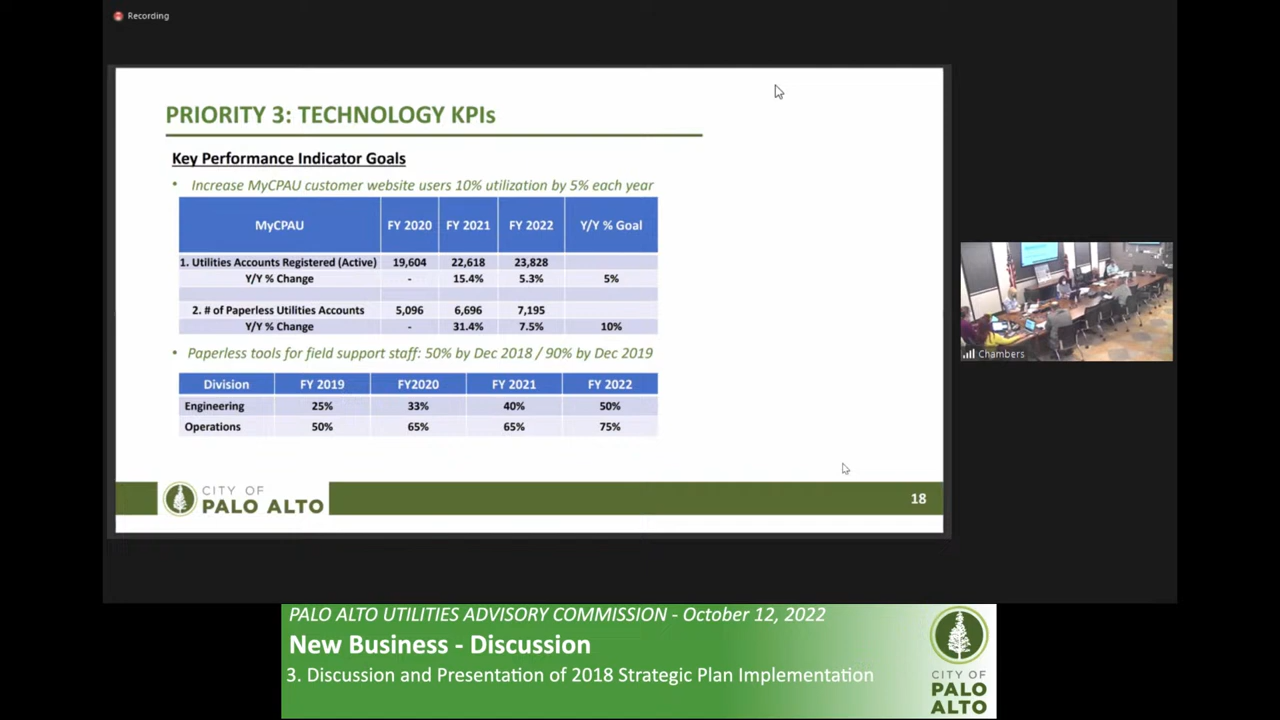 Recording
PRIORITY 3: TECHNOLOGY KPIs
Key Performance Indicator Goals
• Increase MyCPAU customer website users 10% utilization by 5% each year
MyCPAU FY 2020 FY 2021 FY 2022 Y/Y % Goal
1. Utilities Accounts Registered (Active) 19,604 22,618 23,828
Y/Y % Change - 15.4% 5.3% 5%
2. # of Paperless Utilities Accounts 5,096 6,696 7,195
Y/Y % Change - 31.4% 7.5% 10%
• Paperless tools for field support staff: 50% by Dec 2018 / 90% by Dec 2019
Division FY 2019 FY2020 FY 2021 FY 2022
Engineering 25% 33% 40% 50%
Operations 50% 65% 65% 75%
CITY OF
PALO ALTO
18
Chambers
PALO ALTO UTILITIES ADVISORY COMMISSION - October 12, 2022
New Business - Discussion
3. Discussion and Presentation of 2018 Strategic Plan Implementation
CITY OF
PALO
ALTO